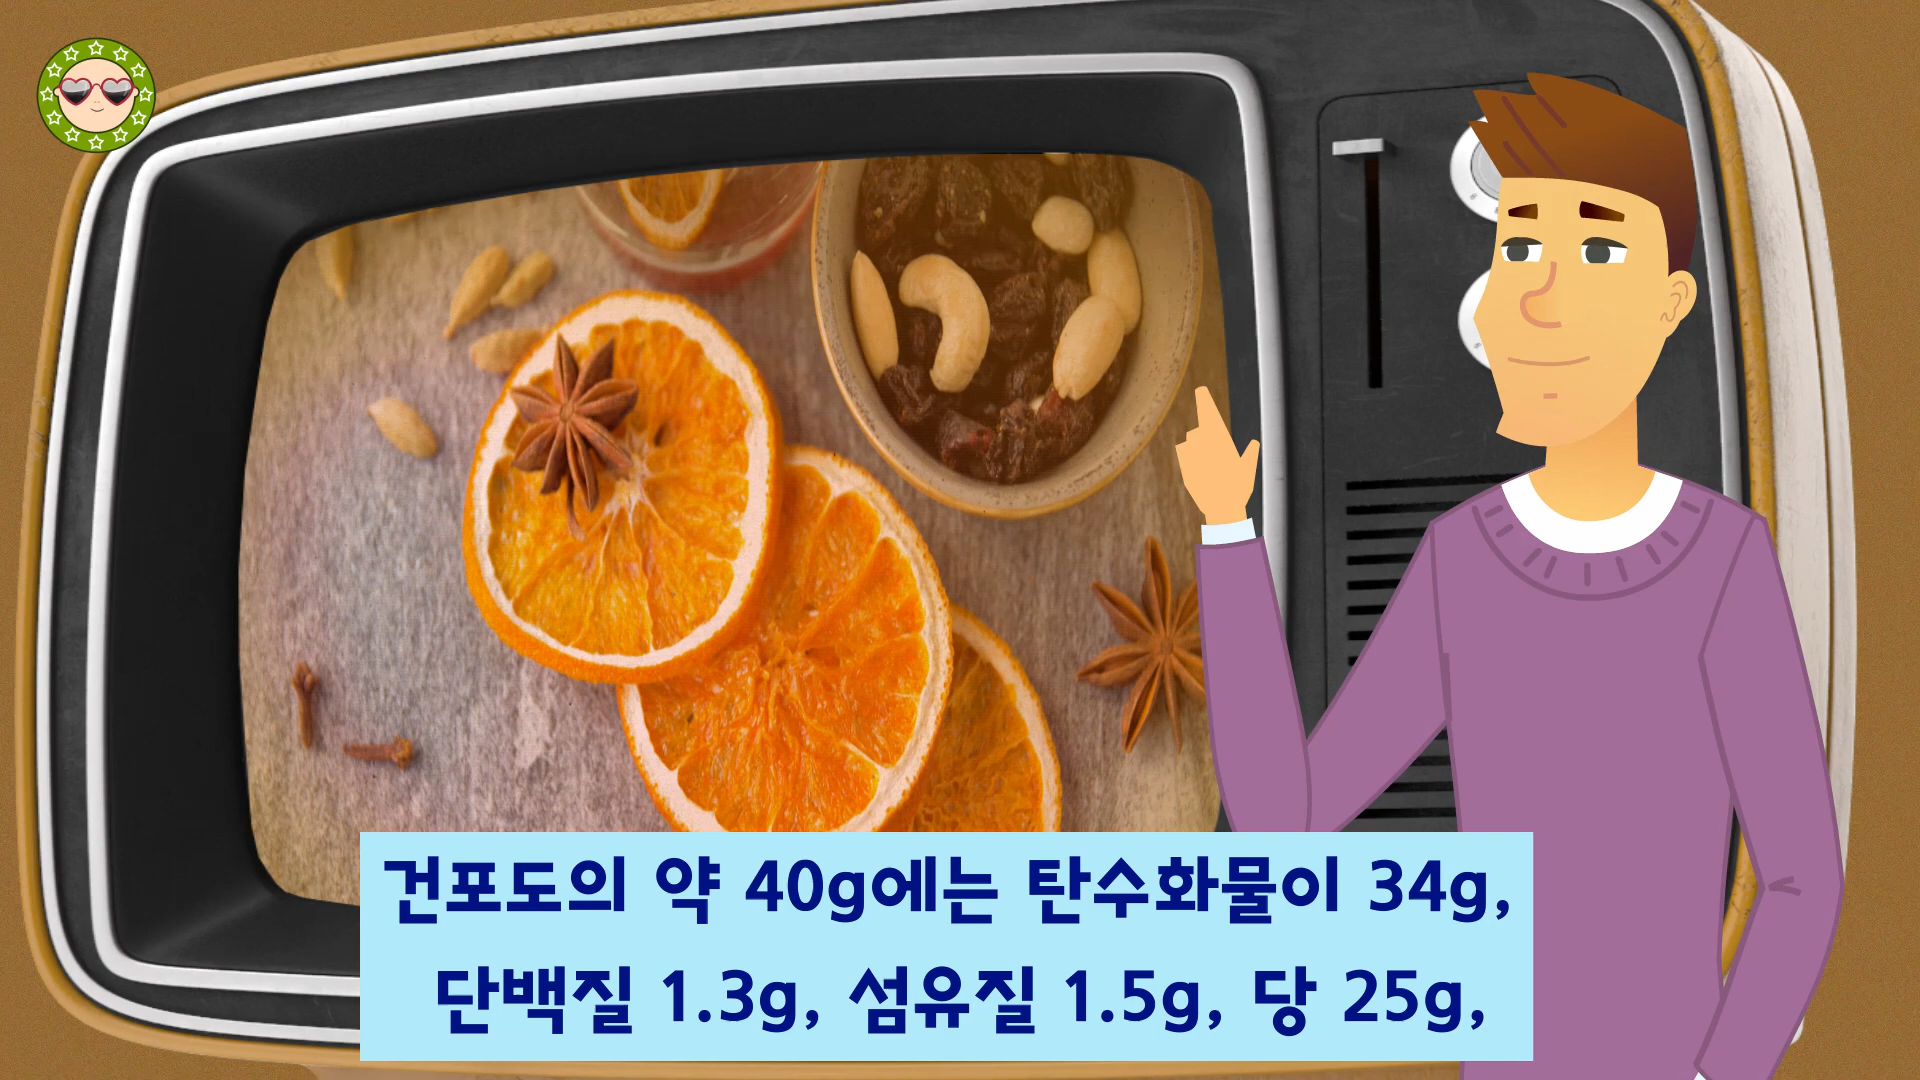 건포도의 약 40g에는 탄수화물이 34g,
단백질 1.3g, 섬유질 1.5g, 당 25g,